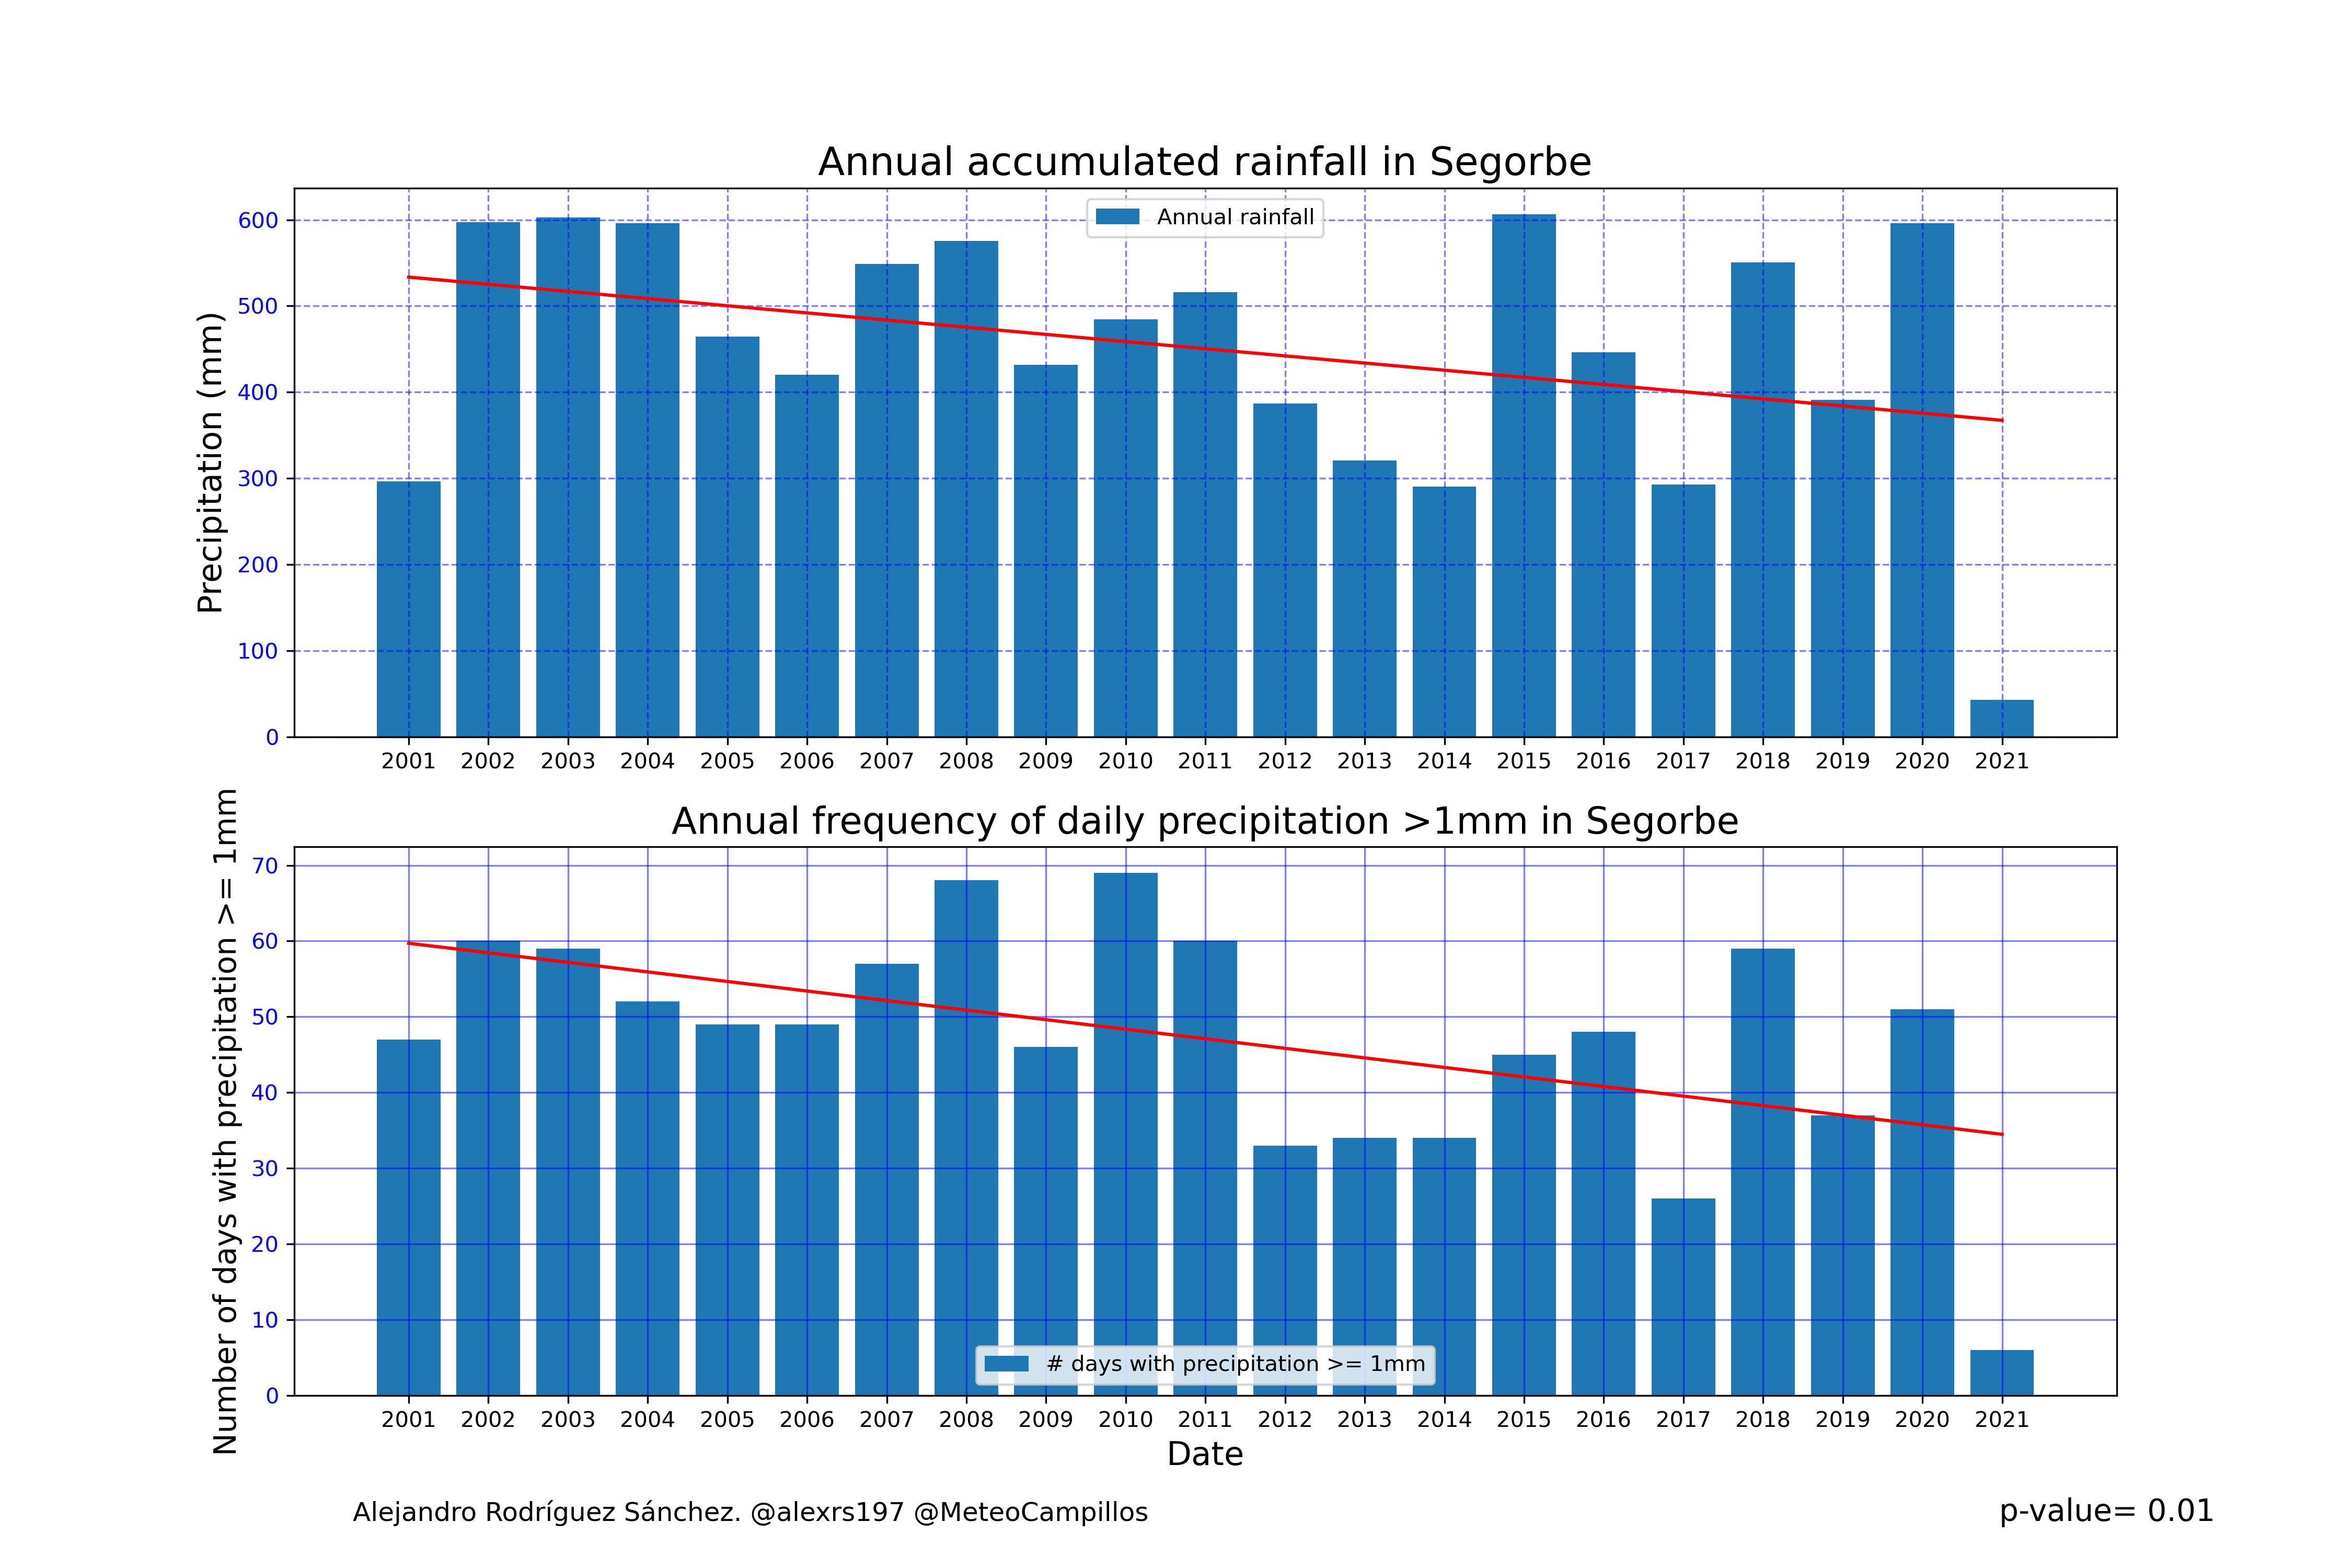 Annual accumulated rainfall in Segorbe
Annual rainfall
Precipitation (mm)
600
500
400
300
200
100
0
2001 2002 2003 2004 2005 2006 2007 2008 2009 2010 2011 2012 2013 2014 2015 2016 2017 2018 2019 2020 2021
Annual frequency of daily precipitation >1mm in Segorbe
Number of days with precipitation >= 1mm
70
60
50
40
30
20
10
0
# days with precipitation >= 1mm
2001 2002 2003 2004 2005 2006 2007 2008 2009 2010 2011 2012 2013 2014 2015 2016 2017 2018 2019 2020 2021
Date
Alejandro Rodríguez Sánchez. @alexrs197 @MeteoCampillos
p-value= 0.01